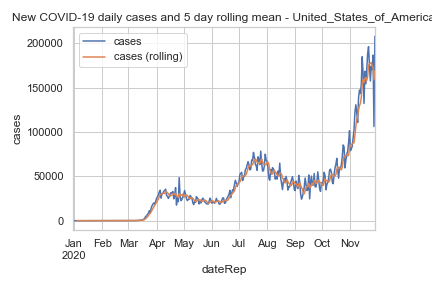 New COVID-19 daily cases and 5 day rolling mean - United_States_of_America
cases
cases (rolling)
200000
150000
100000
50000
0
cases
Jan Feb Mar Apr May Jun Jul Aug Sep Oct Nov
2020
dateRep